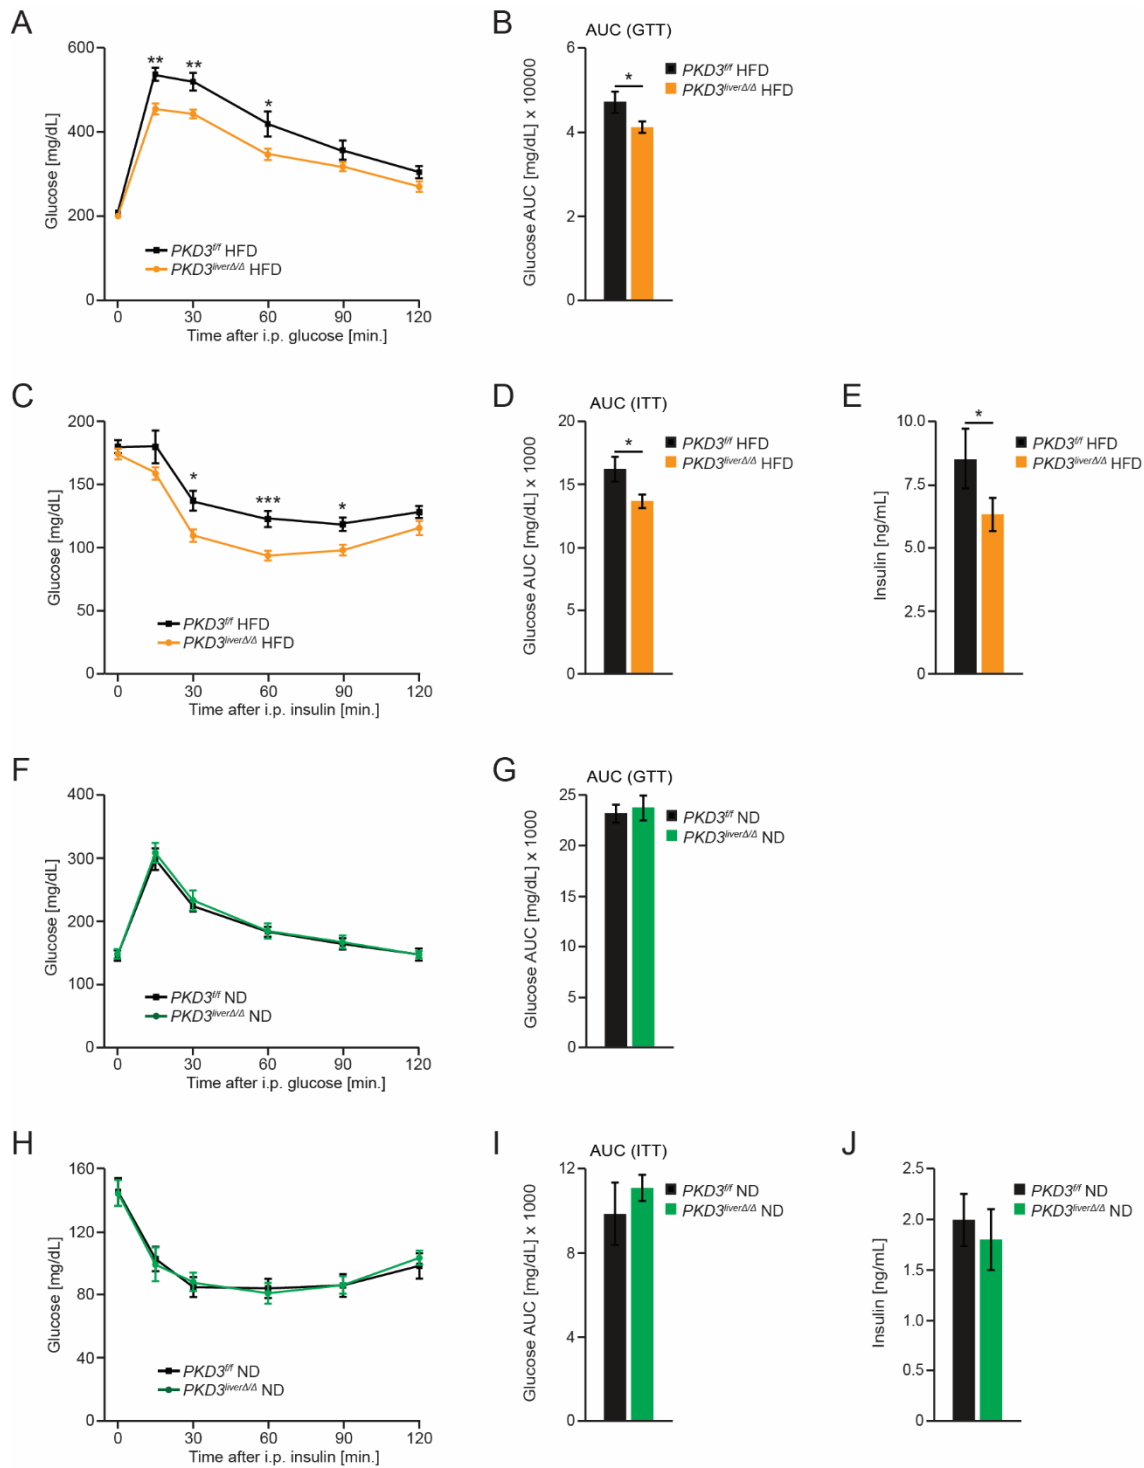 A
600
400
200
0
Glucose [mg/dL]
** ** *
PKD3f/f HFD
PKD3liverΔ/Δ HFD
0 30 60 90 120
Time after i.p. glucose [min.]
B
AUC (GTT)
6
4
2
0
Glucose AUC [mg/dL] x 10000
*
PKD3f/f HFD
PKD3liverΔ/Δ HFD
C
200
150
100
50
0
Glucose [mg/dL]
* *** *
PKD3f/f HFD
PKD3liverΔ/Δ HFD
0 30 60 90 120
Time after i.p. insulin [min.]
D
AUC (ITT)
20
15
10
5
0
Glucose AUC [mg/dL] x 1000
*
PKD3f/f HFD
PKD3liverΔ/Δ HFD
E
10.0
7.5
5.0
2.5
0
Insulin [ng/mL]
*
PKD3f/f HFD
PKD3liverΔ/Δ HFD
F
400
300
200
100
0
Glucose [mg/dL]
PKD3f/f ND
PKD3liverΔ/Δ ND
0 30 60 90 120
Time after i.p. glucose [min.]
G
AUC (GTT)
25
20
15
10
5
0
Glucose AUC [mg/dL] x 1000
PKD3f/f ND
PKD3liverΔ/Δ ND
H
160
120
80
40
0
Glucose [mg/dL]
PKD3f/f ND
PKD3liverΔ/Δ ND
0 30 60 90 120
Time after i.p. insulin [min.]
I
AUC (ITT)
12
8
4
0
Glucose AUC [mg/dL] x 1000
PKD3f/f ND
PKD3liverΔ/Δ ND
J
2.5
2.0
1.5
1.0
0.5
0
Insulin [ng/mL]
PKD3f/f ND
PKD3liverΔ/Δ ND